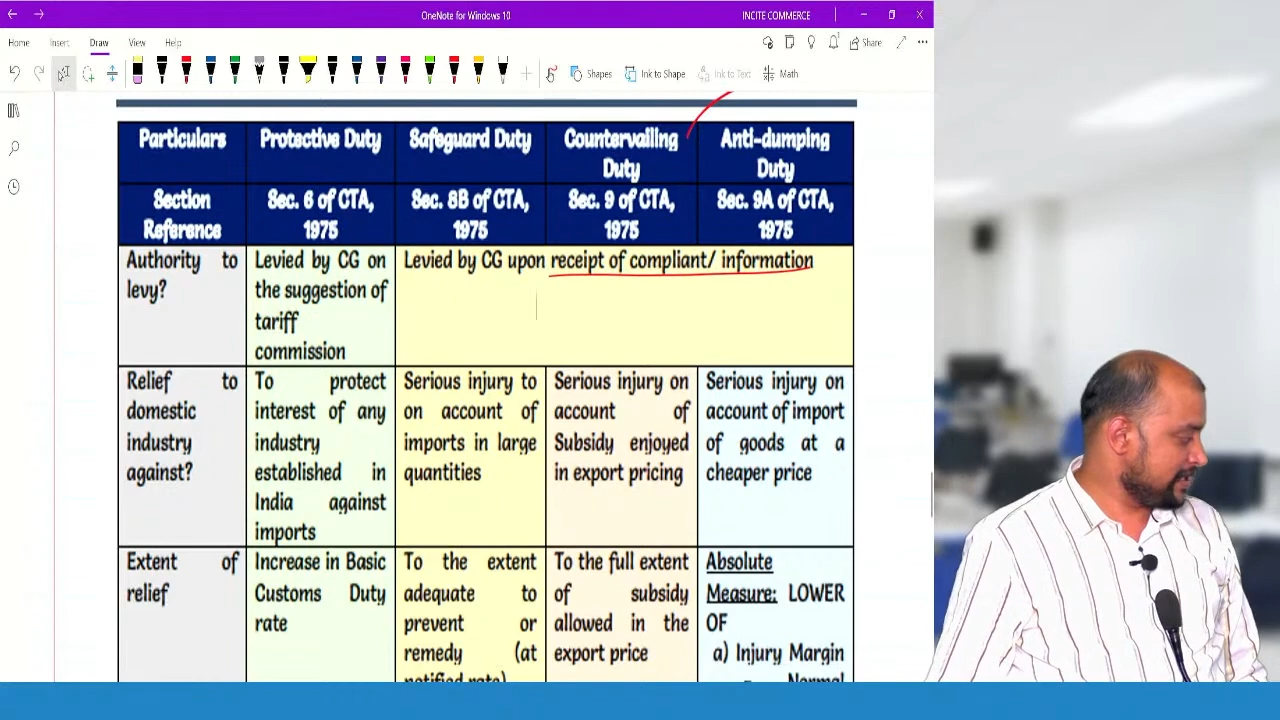 OneNote for Windows 10
INCITE COMMERCE
Home Insert Draw View Help
Share
Shapes Ink to Shape Ink to Text Math
Particulars Protective Duty Safeguard Duty Countervailing Duty Anti-dumping Duty
Section Reference Sec. 6 of CTA, 1975 Sec. 8B of CTA, 1975 Sec. 9 of CTA, 1975 Sec. 9A of CTA, 1975
Authority to
levy?
Levied by CG on
the suggestion of
tariff
commission
Levied by CG upon receipt of compliant/ information
Relief to
domestic
industry
against?
To protect
interest of any
industry
established in
India against
imports
Serious injury to
on account of
imports in large
quantities
Serious injury on
account of
Subsidy enjoyed
in export pricing
Serious injury on
account of import
of goods at a
cheaper price
Extent of
relief
Increase in Basic
Customs Duty
rate
To the extent
adequate to
prevent or
remedy (at
notified rate)
To the full extent
of subsidy
allowed in the
export price
Absolute
Measure: LOWER
OF
a) Injury Margin
- Normal